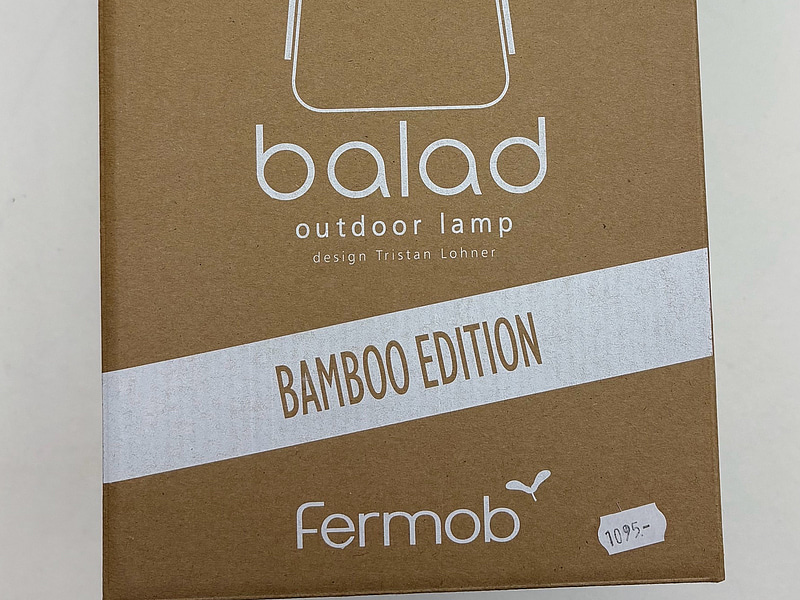 balad
outdoor lamp
design Tristan Lohner
BAMBOO EDITION
fermob
1095.-